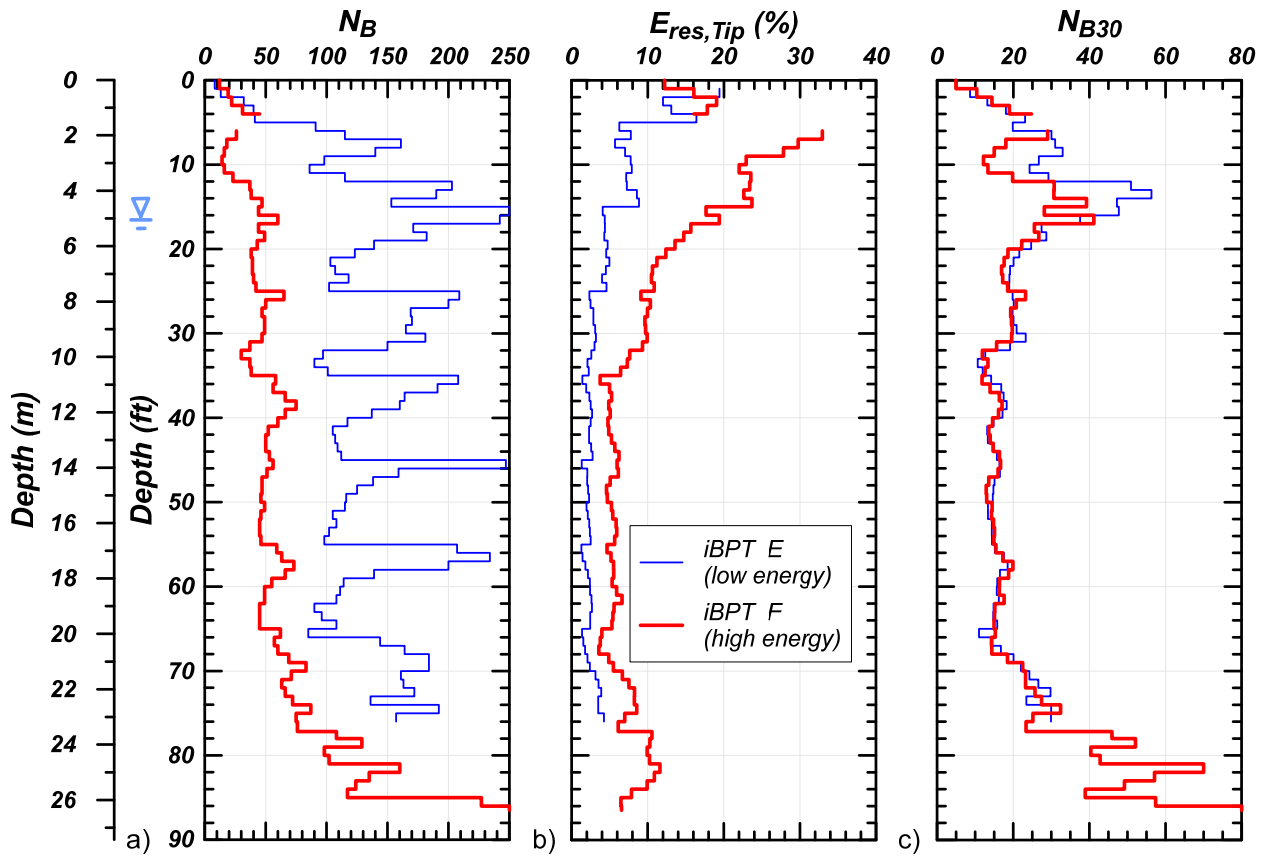 N_B
0 50 100 150 200 250
E_res,Tip (%)
0 10 20 30 40
N_B30
0 20 40 60 80
Depth (m)
0
2
4
6
8
10
12
14
16
18
20
22
24
26
Depth (ft)
0
10
20
30
40
50
60
70
80
90
iBPT E
(low energy)
iBPT F
(high energy)
a)
b)
c)